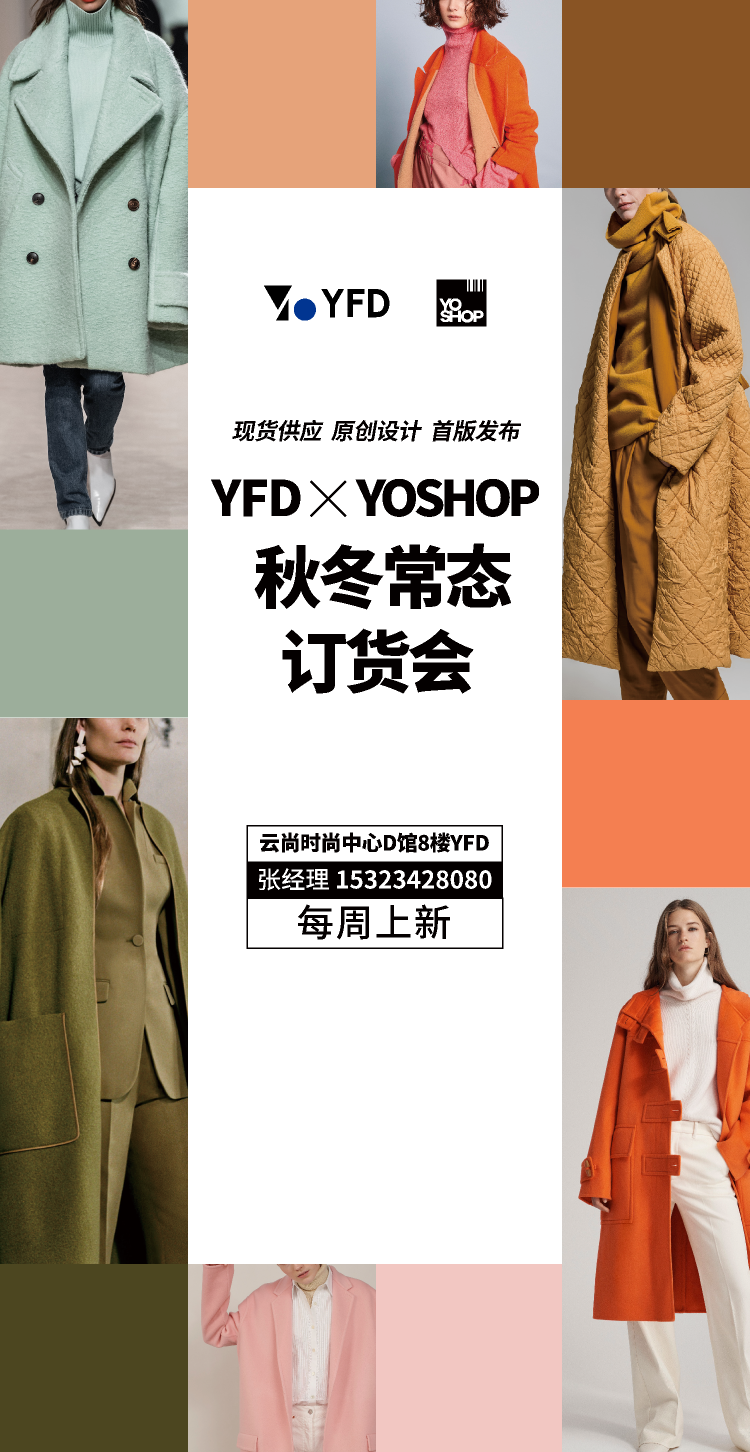 YFD
YO SHOP
现货供应 原创设计 首版发布
YFD×YOSHOP
秋冬常态
订货会
云尚时尚中心D馆8楼YFD
张经理 15323428080
每周上新